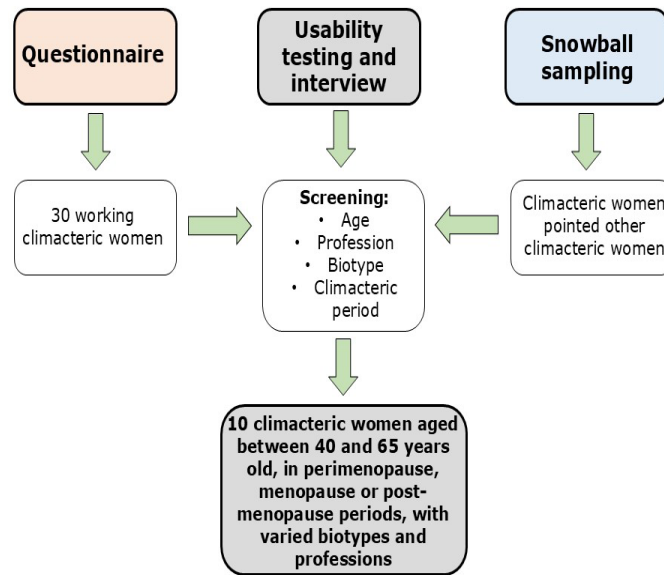 Questionnaire
Usability
testing and
interview
Snowball
sampling
30 working
climacteric women
Screening:
• Age
• Profession
• Biotype
• Climacteric
period
Climacteric women
pointed other
climacteric women
10 climacteric women aged
between 40 and 65 years
old, in perimenopause,
menopause or post-
menopause periods, with
varied biotypes and
professions